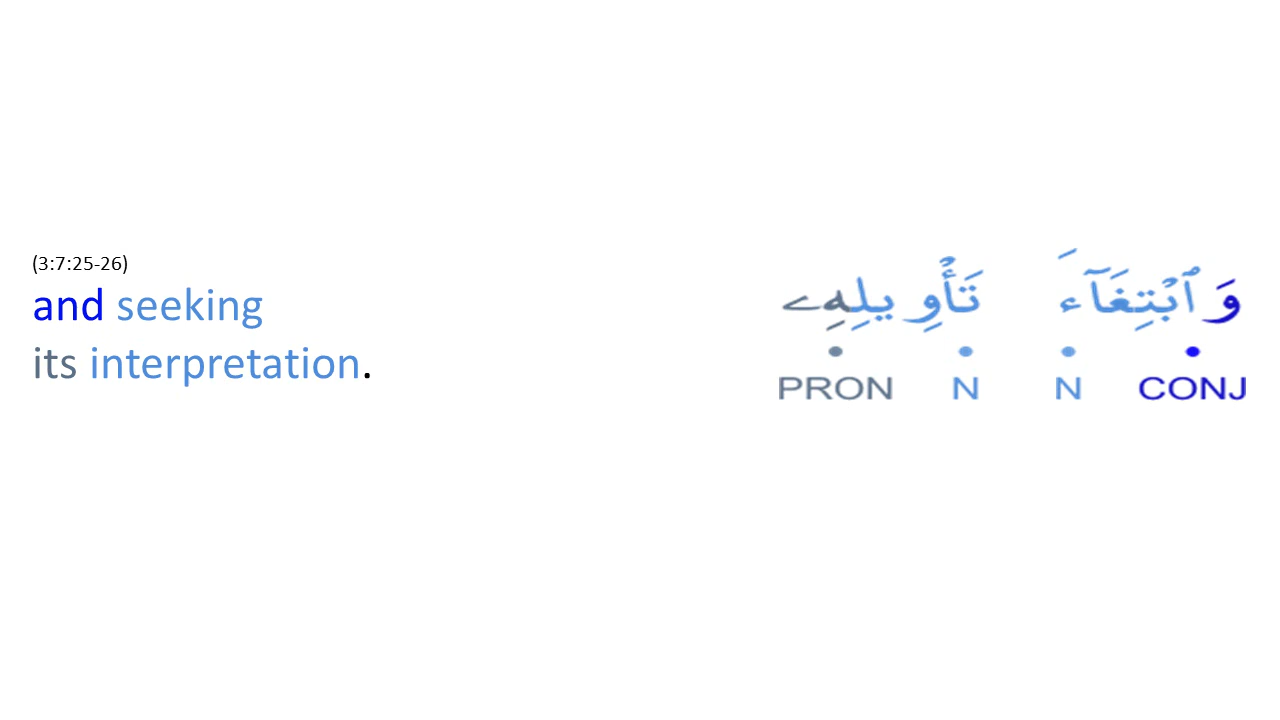 (3:7:25-26)
and seeking
its interpretation.
وَٱبْتِغَآءَ تَأْوِيلِهِۦ
PRON N N CONJ